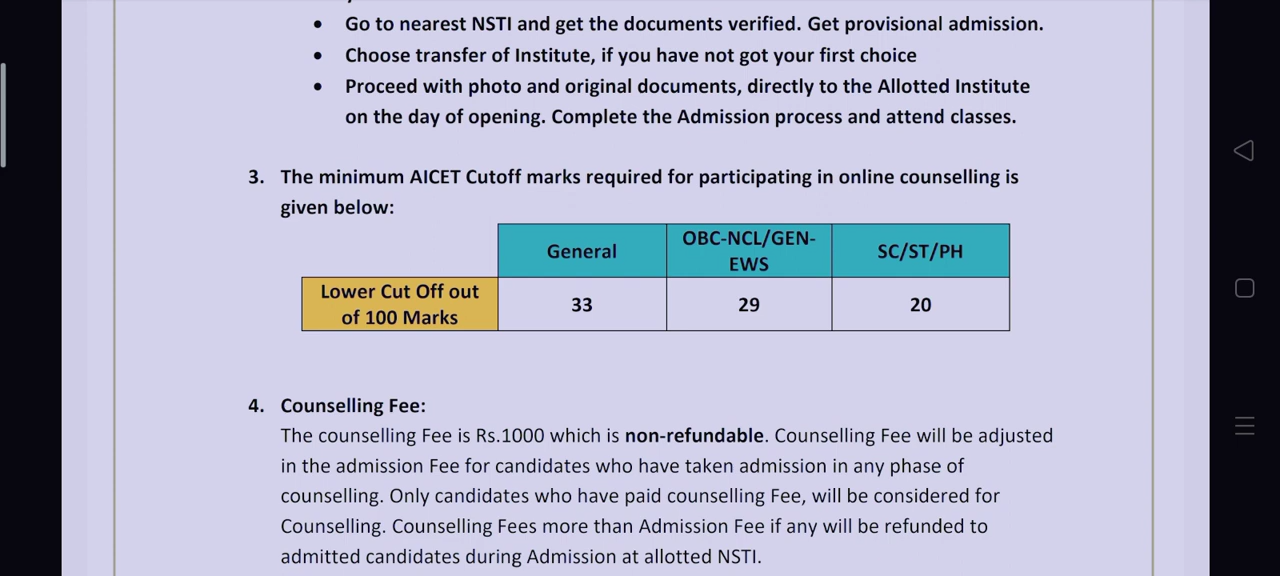 • Go to nearest NSTI and get the documents verified. Get provisional admission.
• Choose transfer of Institute, if you have not got your first choice
• Proceed with photo and original documents, directly to the Allotted Institute
on the day of opening. Complete the Admission process and attend classes.
3. The minimum AICET Cutoff marks required for participating in online counselling is
given below:
General OBC-NCL/GEN-
EWS SC/ST/PH
Lower Cut Off out
of 100 Marks 33 29 20
4. Counselling Fee:
The counselling Fee is Rs.1000 which is non-refundable. Counselling Fee will be adjusted
in the admission Fee for candidates who have taken admission in any phase of
counselling. Only candidates who have paid counselling Fee, will be considered for
Counselling. Counselling Fees more than Admission Fee if any will be refunded to
admitted candidates during Admission at allotted NSTI.